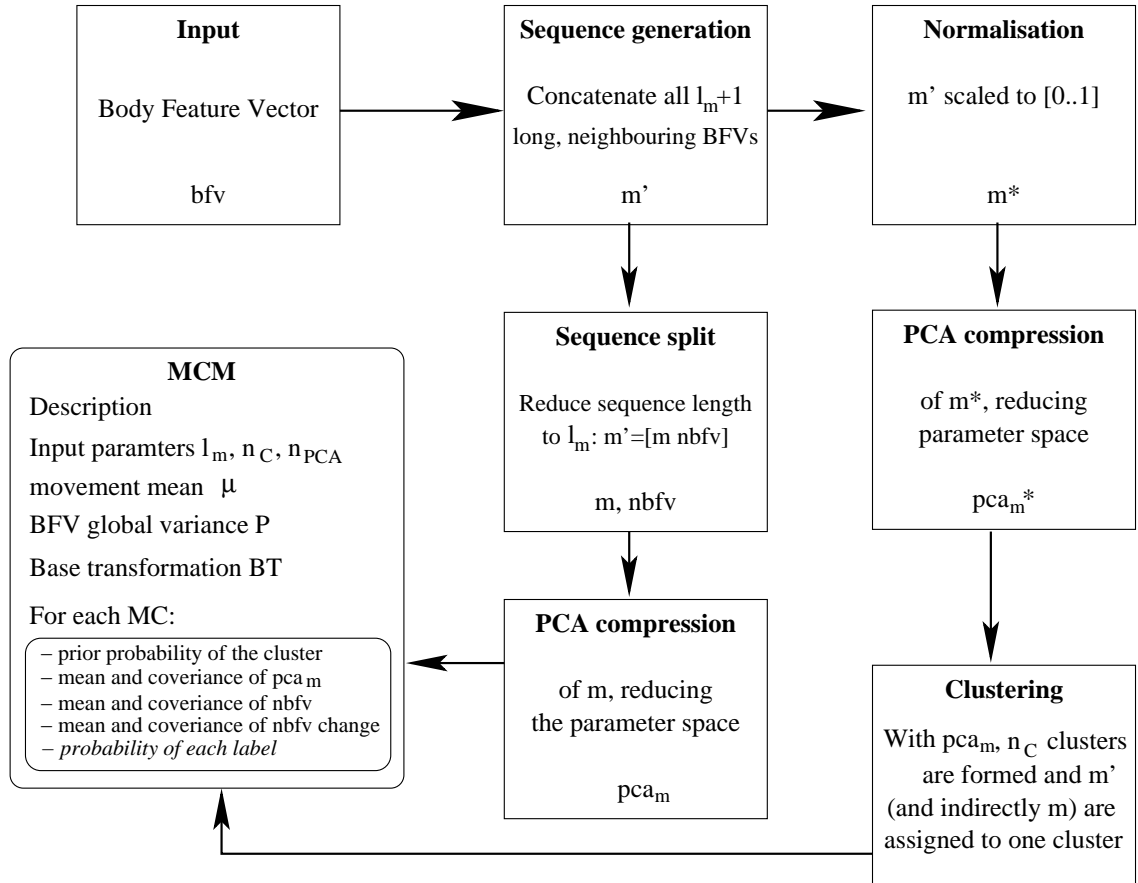 Input
Body Feature Vector
bfv
Sequence generation
Concatenate all l_m+1
long, neighbouring BFVs
m’
Normalisation
m’ scaled to [0..1]
m*
Sequence split
Reduce sequence length
to l_m: m’=[m nbfv]
m, nbfv
PCA compression
of m*, reducing
parameter space
pca_m*
MCM
Description
Input paramters l_m, n_C, n_PCA
movement mean μ
BFV global variance P
Base transformation BT
For each MC:
– prior probability of the cluster
– mean and coveriance of pca_m
– mean and coveriance of nbfv
– mean and coveriance of nbfv change
– probability of each label
PCA compression
of m, reducing
the parameter space
pca_m
Clustering
With pca_m, n_C clusters
are formed and m’
(and indirectly m) are
assigned to one cluster